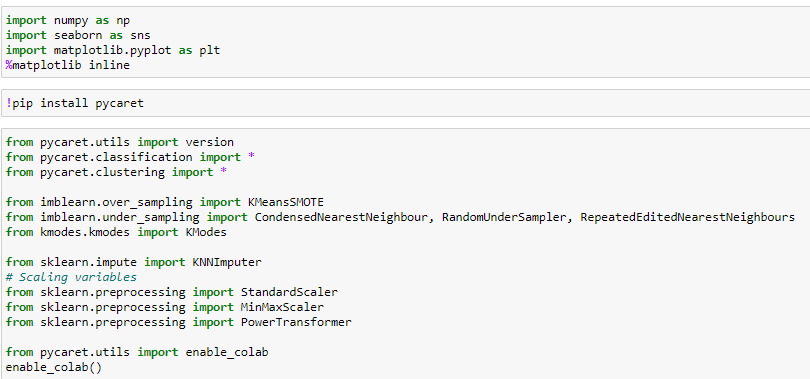 import numpy as np
import seaborn as sns
import matplotlib.pyplot as plt
%matplotlib inline
!pip install pycaret
from pycaret.utils import version
from pycaret.classification import *
from pycaret.clustering import *
from imblearn.over_sampling import KMeansSMOTE
from imblearn.under_sampling import CondensedNearestNeighbour, RandomUnderSampler, RepeatedEditedNearestNeighbours
from kmodes.kmodes import KModes
from sklearn.impute import KNNImputer
# Scaling variables
from sklearn.preprocessing import StandardScaler
from sklearn.preprocessing import MinMaxScaler
from sklearn.preprocessing import PowerTransformer
from pycaret.utils import enable_colab
enable_colab()